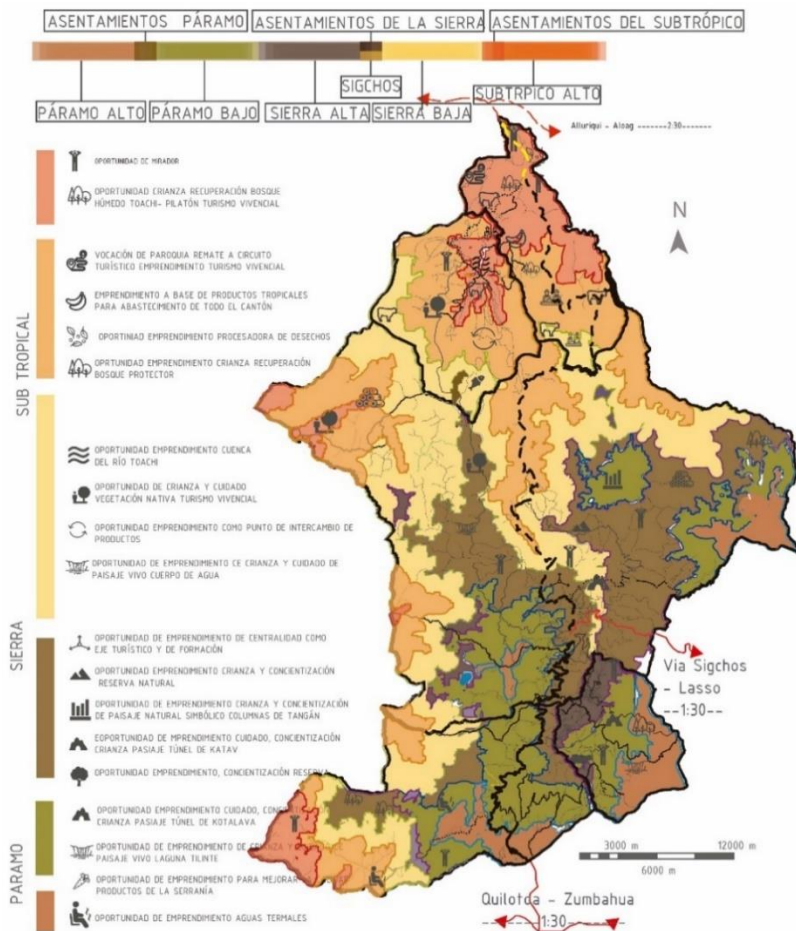 ASENTAMIENTOS PÁRAMO
ASENTAMIENTOS DE LA SIERRA
ASENTAMIENTOS DEL SUBTRÓPICO
SIGCHOS
PÁRAMO ALTO
PÁRAMO BAJO
SIERRA ALTA
SIERRA BAJA
SUBTRPICO ALTO
Alluriqui - Aloag -------2:30--
N
SUB TROPICAL
OPORTUNIDAD DE MIRADOR
OPORTUNIDAD CRIANZA RECUPERACIÓN BOSQUE
HÚMEDO TOACHI- PILATÓN TURISMO VIVENCIAL
VOCACIÓN DE PAROQUIA REMATE A CIRCUITO
TURÍSTICO EMPRENDIMIENTO TURISMO VIVENCIAL
EMPRENDIMIENTO A BASE DE PRODUCTOS TROPICALES
PARA ABASTECIMIENTO DE TODO EL CANTÓN
EMPRENDIMIENTO PROCESADORA DE DESECHOS
OPRTUNIDAD EMPRENDIMIENTO CRIANZA RECUPERACIÓN
BOSQUE PROTECTOR
SIERRA
OPORTUNIDAD EMPRENDIMIENTO CUENCA
DEL RÍO TOACHI
OPORTUNIDAD DE CRIANZA Y CUIDADO
VEGETACIÓN NATIVA TURISMO VIVENCIAL
OPORTUNIDAD EMPRENDIMIENTO COMO PUNTO DE INTERCAMBIO DE
PRODUCTOS
OPORTUNIDAD DE EMPRENDIMIENTO CE CRIANZA Y CUIDADO DE
PAISAJE VIVO CUERPO DE AGUA
OPORTUNIDAD DE EMPRENDIMIENTO DE CENTRALIDAD COMO
EJE TURÍSTICO Y DE FORMACIÓN
OPORTUNIDAD EMPRENDIMIENTO CRIANZA Y CONCIENTIZACIÓN
RESERVA NATURAL
OPORTUNIDAD EMPRENDIMIENTO CRIANZA Y CONCIENTIZACIÓN
DE PAISAJE NATURAL SIMBÓLICO COLUMNAS DE TANGÁN
EOPORTUNIDAD DE MPRENDIMIENTO CUIDADO, CONCIENTIZACIÓN
CRIANZA PASIAJE TÚNEL DE KATAV
OPORTUNIDAD EMPRENDIMIENTO, CONCIENTIZACIÓN RESERVA
PARAMO
OPORTUNIDAD EMPRENDIMIENTO CUIDADO,
CRIANZA PASIAJE TÚNEL DE KOTALAVA
OPORTUNIDAD DE EMPRENDIMIENTO DE
PAISAJE VIVO LAGUNA TILINTE
OPORTUNIDAD DE EMPRENDIMIENTO PARA MEJORAR
PRODUCTOS DE LA SERRANÍA
OPORTUNIDAD DE EMPRENDIMIENTO AGUAS TERMALES
Via Sigchos
- Lasso
--1:30--
3000 m
12000 m
6000 m
Quilotoa - Zumbahua
1:30